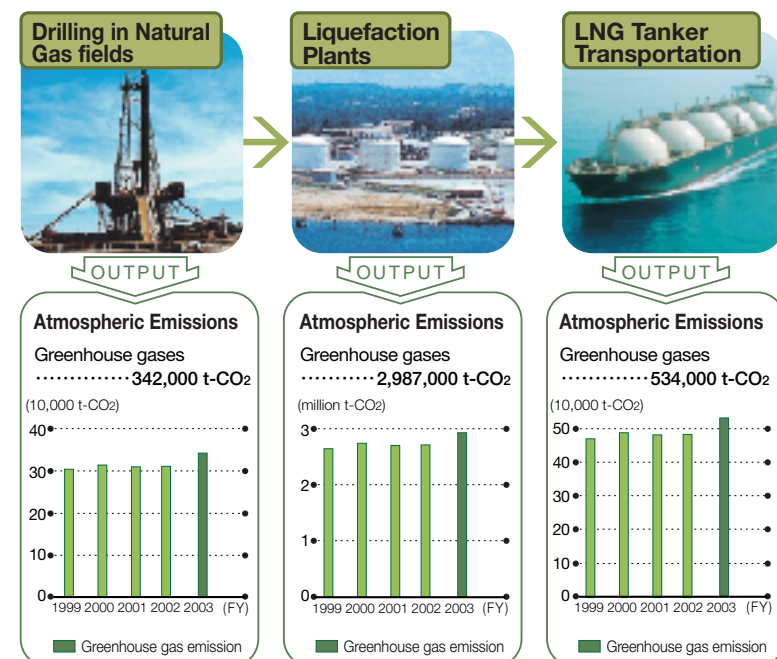 Drilling in Natural
Gas fields
Liquefaction
Plants
LNG Tanker
Transportation
OUTPUT
OUTPUT
OUTPUT
Atmospheric Emissions
Greenhouse gases
·············342,000 t-CO2
(10,000 t-CO2)
40
30
20
10
0
1999 2000 2001 2002 2003 (FY)
Greenhouse gas emission
Atmospheric Emissions
Greenhouse gases
··········2,987,000 t-CO2
(million t-CO2)
3
2
1
0
1999 2000 2001 2002 2003 (FY)
Greenhouse gas emission
Atmospheric Emissions
Greenhouse gases
·············534,000 t-CO2
(10,000 t-CO2)
50
40
30
20
10
0
1999 2000 2001 2002 2003 (FY)
Greenhouse gas emission